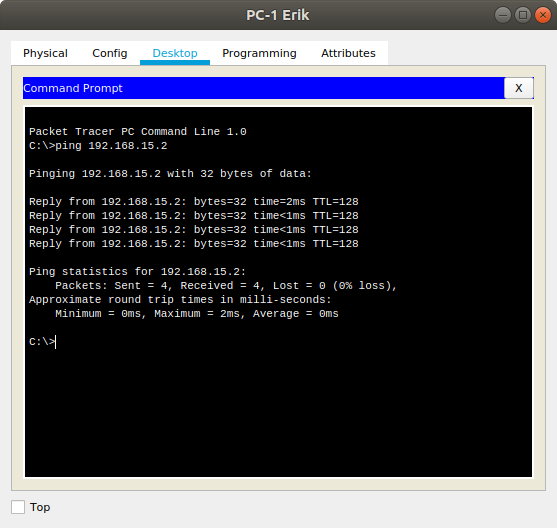 PC-1 Erik
Physical Config Desktop Programming Attributes
Command Prompt X
Packet Tracer PC Command Line 1.0
C:\>ping 192.168.15.2
Pinging 192.168.15.2 with 32 bytes of data:
Reply from 192.168.15.2: bytes=32 time=2ms TTL=128
Reply from 192.168.15.2: bytes=32 time<1ms TTL=128
Reply from 192.168.15.2: bytes=32 time<1ms TTL=128
Reply from 192.168.15.2: bytes=32 time<1ms TTL=128
Ping statistics for 192.168.15.2:
Packets: Sent = 4, Received = 4, Lost = 0 (0% loss),
Approximate round trip times in milli-seconds:
Minimum = 0ms, Maximum = 2ms, Average = 0ms
C:\>
Top